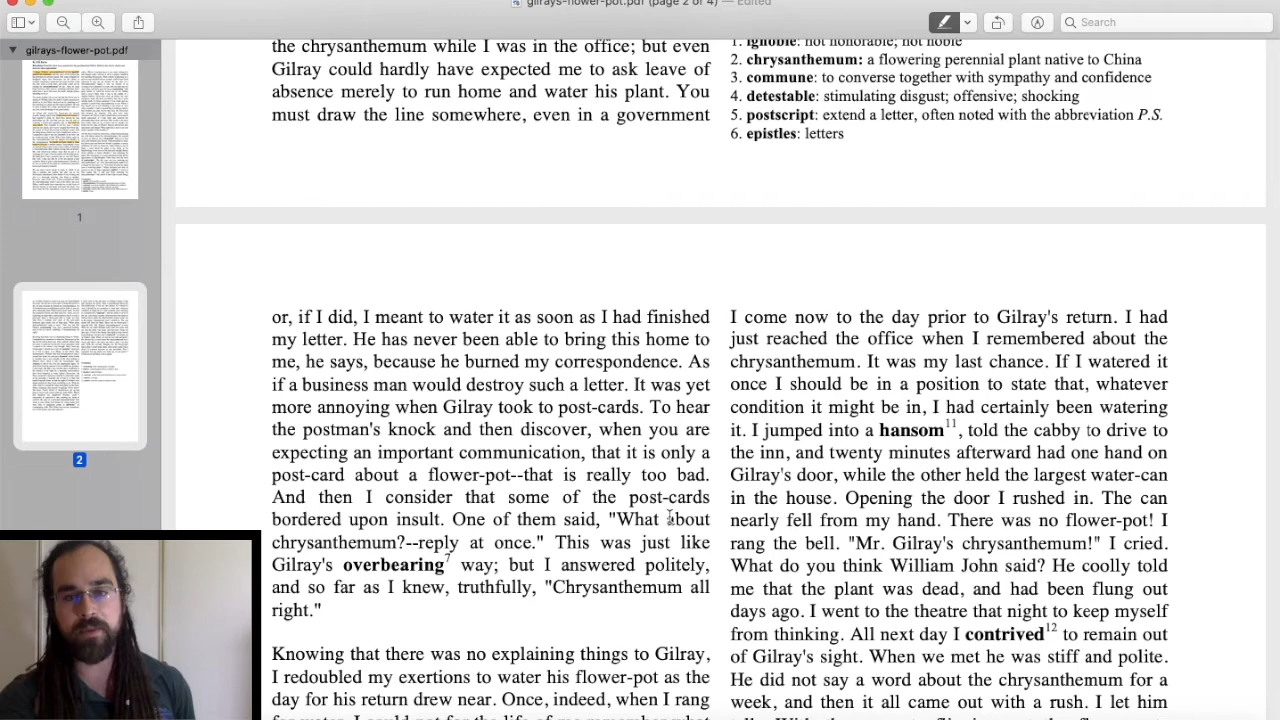 gilrays-flower-pot.pdf (page 2 of 4) — Edited
Search
gilrays-flower-pot.pdf
1
2
the chrysanthemum while I was in the office; but even
Gilray could hardly have expected me to ask leave of
absence merely to run home and water his plant. You
must draw the line somewhere, even in a government
1. ignoble: not honorable; not noble
2. chrysanthemum: a flowering perennial plant native to China
3. commune: to converse together with sympathy and confidence
4. detestable: stimulating disgust; offensive; shocking
5. postscript: extend a letter, often noted with the abbreviation P.S.
6. epistles: letters
or, if I did, I meant to water it as soon as I had finished
my letter. He has never been able to bring this home to
me, he says, because he burned my correspondence. As
if a business man would destroy such a letter. It was yet
more annoying when Gilray took to post-cards. To hear
the postman's knock and then discover, when you are
expecting an important communication, that it is only a
post-card about a flower-pot--that is really too bad.
And then I consider that some of the post-cards
bordered upon insult. One of them said, "What about
chrysanthemum?--reply at once." This was just like
Gilray's overbearing7 way; but I answered politely,
and so far as I knew, truthfully, "Chrysanthemum all
right."
Knowing that there was no explaining things to Gilray,
I redoubled my exertions to water his flower-pot as the
day for his return drew near. Once, indeed, when I rang
for water, I could not for the life of me remember what
I come now to the day prior to Gilray's return. I had
just reached the office when I remembered about the
chrysanthemum. It was my last chance. If I watered it
once I should be in a position to state that, whatever
condition it might be in, I had certainly been watering
it. I jumped into a hansom11, told the cabby to drive to
the inn, and twenty minutes afterward had one hand on
Gilray's door, while the other held the largest water-can
in the house. Opening the door I rushed in. The can
nearly fell from my hand. There was no flower-pot! I
rang the bell. "Mr. Gilray's chrysanthemum!" I cried.
What do you think William John said? He coolly told
me that the plant was dead, and had been flung out
days ago. I went to the theatre that night to keep myself
from thinking. All next day I contrived12 to remain out
of Gilray's sight. When we met he was stiff and polite.
He did not say a word about the chrysanthemum for a
week, and then it all came out with a rush. I let him